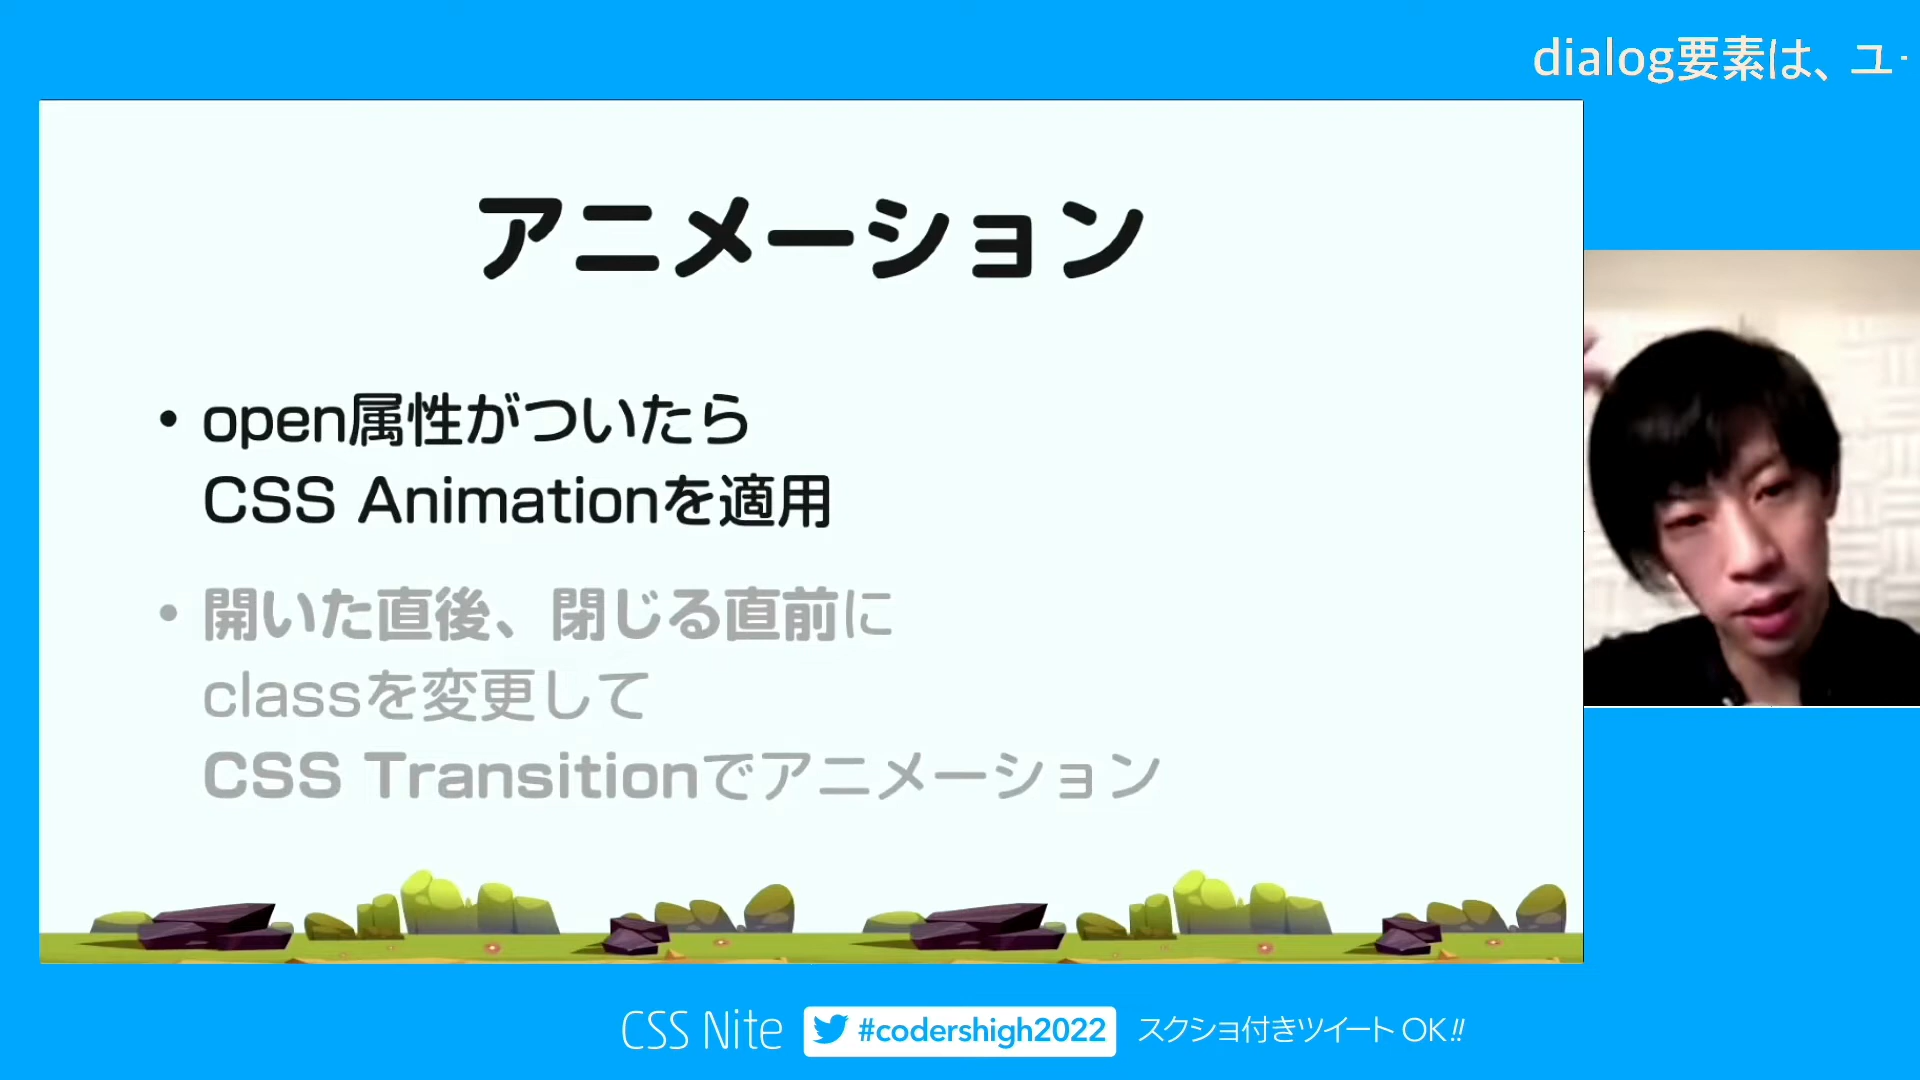 dialog要素は、ユ
アニメーション
• open属性がついたら
CSS Animationを適用
• 開いた直後、閉じる直前に
classを変更して
CSS Transitionでアニメーション
CSS Nite #codershigh2022 スクショ付きツイート OK!!